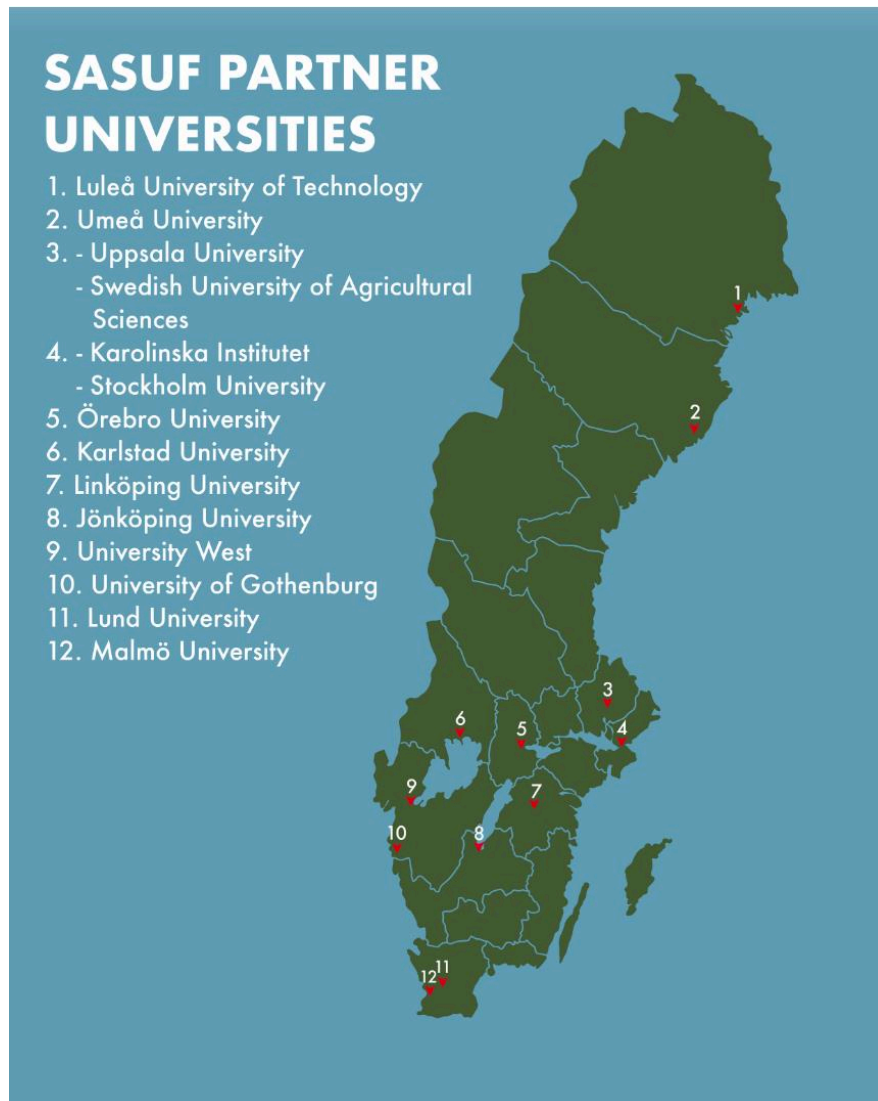 SASUF PARTNER
UNIVERSITIES
1. Luleå University of Technology
2. Umeå University
3. - Uppsala University
- Swedish University of Agricultural
Sciences
4. - Karolinska Institutet
- Stockholm University
5. Örebro University
6. Karlstad University
7. Linköping University
8. Jönköping University
9. University West
10. University of Gothenburg
11. Lund University
12. Malmö University
1
2
3
4
5
6
7
8
9
10
11
12